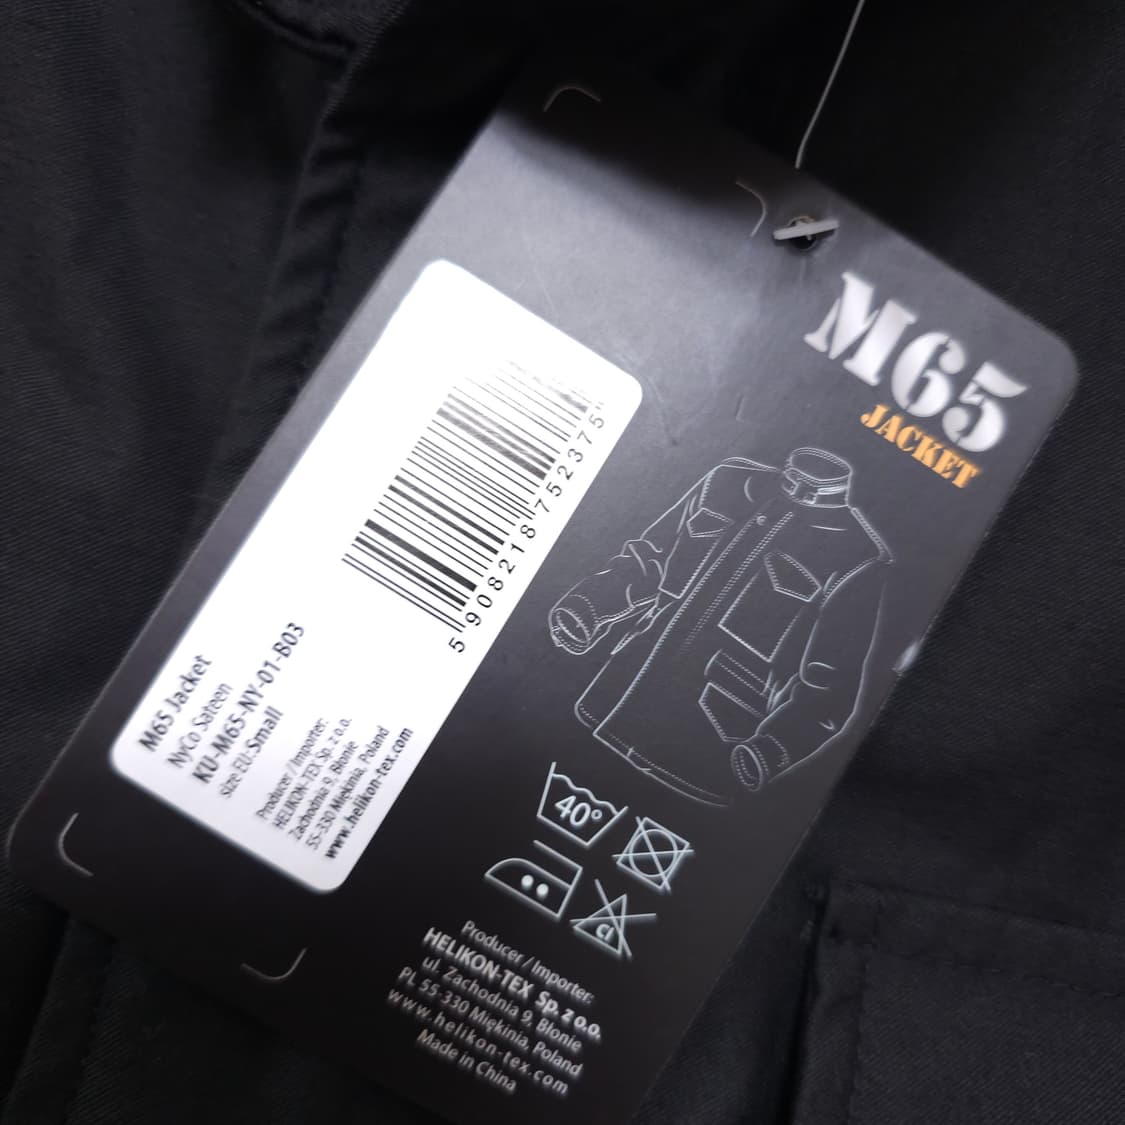 M65
JACKET
5 908218 752375
M65 Jacket
NyCo Sateen
KU-M65-NY-01-B03
size EU:Small
Producer / Importer:
HELIKON-TEX Sp. z o.o.
Zachodnia 9, Błonie
55-330 Miękinia, Poland
www.helikon-tex.com
40°
cl
Producer / Importer:
HELIKON-TEX Sp. z o.o.
ul. Zachodnia 9, Błonie
PL 55-330 Miękinia, Poland
www.helikon-tex.com
Made in China